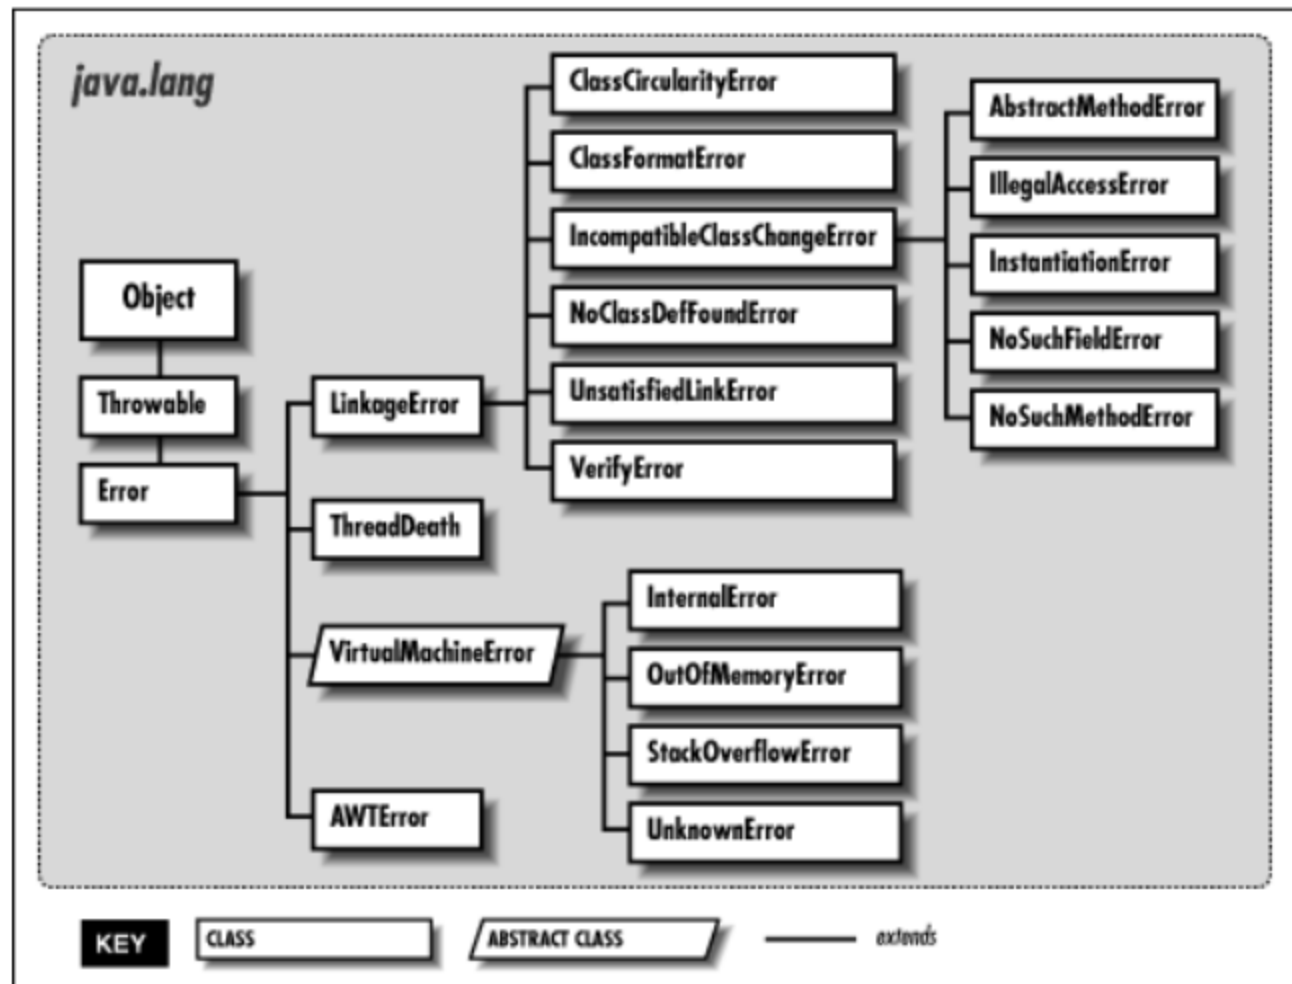 java.lang
Object
Throwable
Error
LinkageError
ThreadDeath
VirtualMachineError
AWTError
ClassCircularityError
ClassFormatError
IncompatibleClassChangeError
NoClassDefFoundError
UnsatisfiedLinkError
VerifyError
AbstractMethodError
IllegalAccessError
InstantiationError
NoSuchFieldError
NoSuchMethodError
InternalError
OutOfMemoryError
StackOverflowError
UnknownError
KEY
CLASS
ABSTRACT CLASS
extends